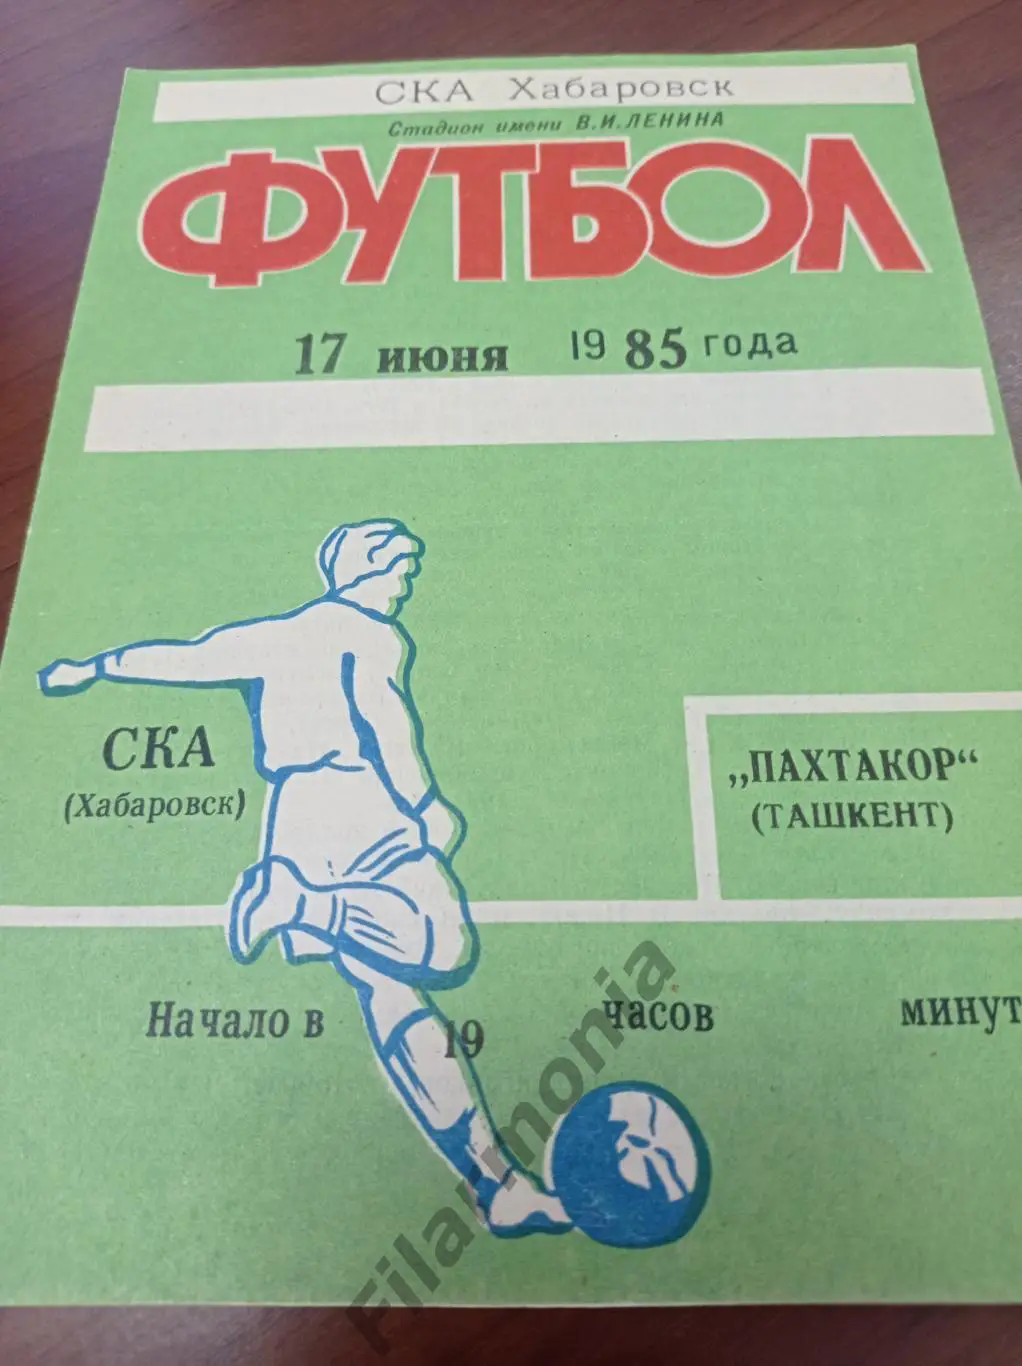 СКА Хабаровск
Стадион имени В.И.ЛЕНИНА
ФУТБОЛ
17 июня 19 85 года
СКА
(Хабаровск)
„ПАХТАКОР“
(ТАШКЕНТ)
Начало в 19 часов минут
Filarmonia